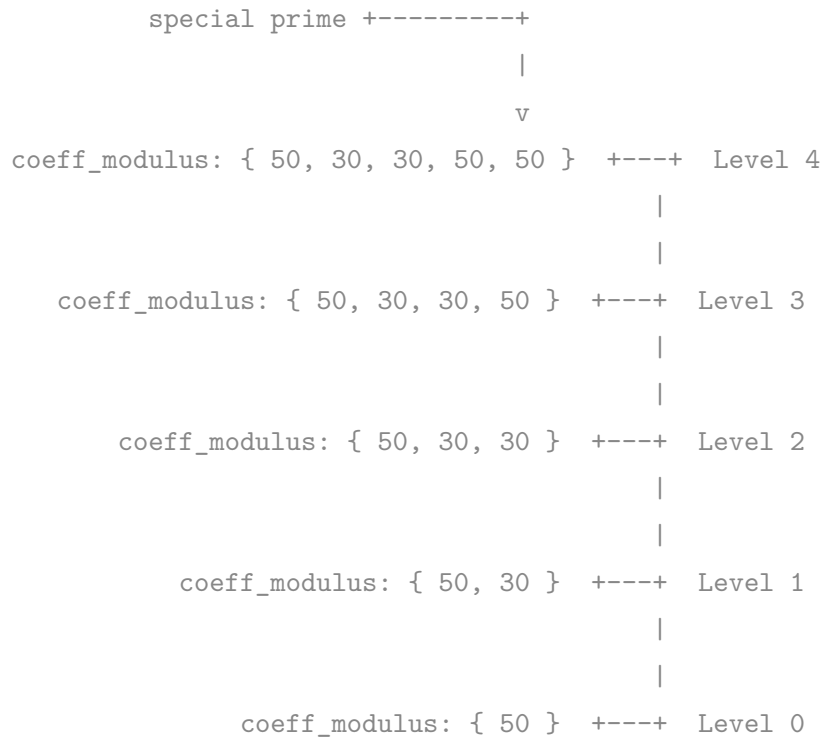 special prime +---------+
|
v
coeff_modulus: { 50, 30, 30, 50, 50 } +---+ Level 4
|
|
coeff_modulus: { 50, 30, 30, 50 } +---+ Level 3
|
|
coeff_modulus: { 50, 30, 30 } +---+ Level 2
|
|
coeff_modulus: { 50, 30 } +---+ Level 1
|
|
coeff_modulus: { 50 } +---+ Level 0